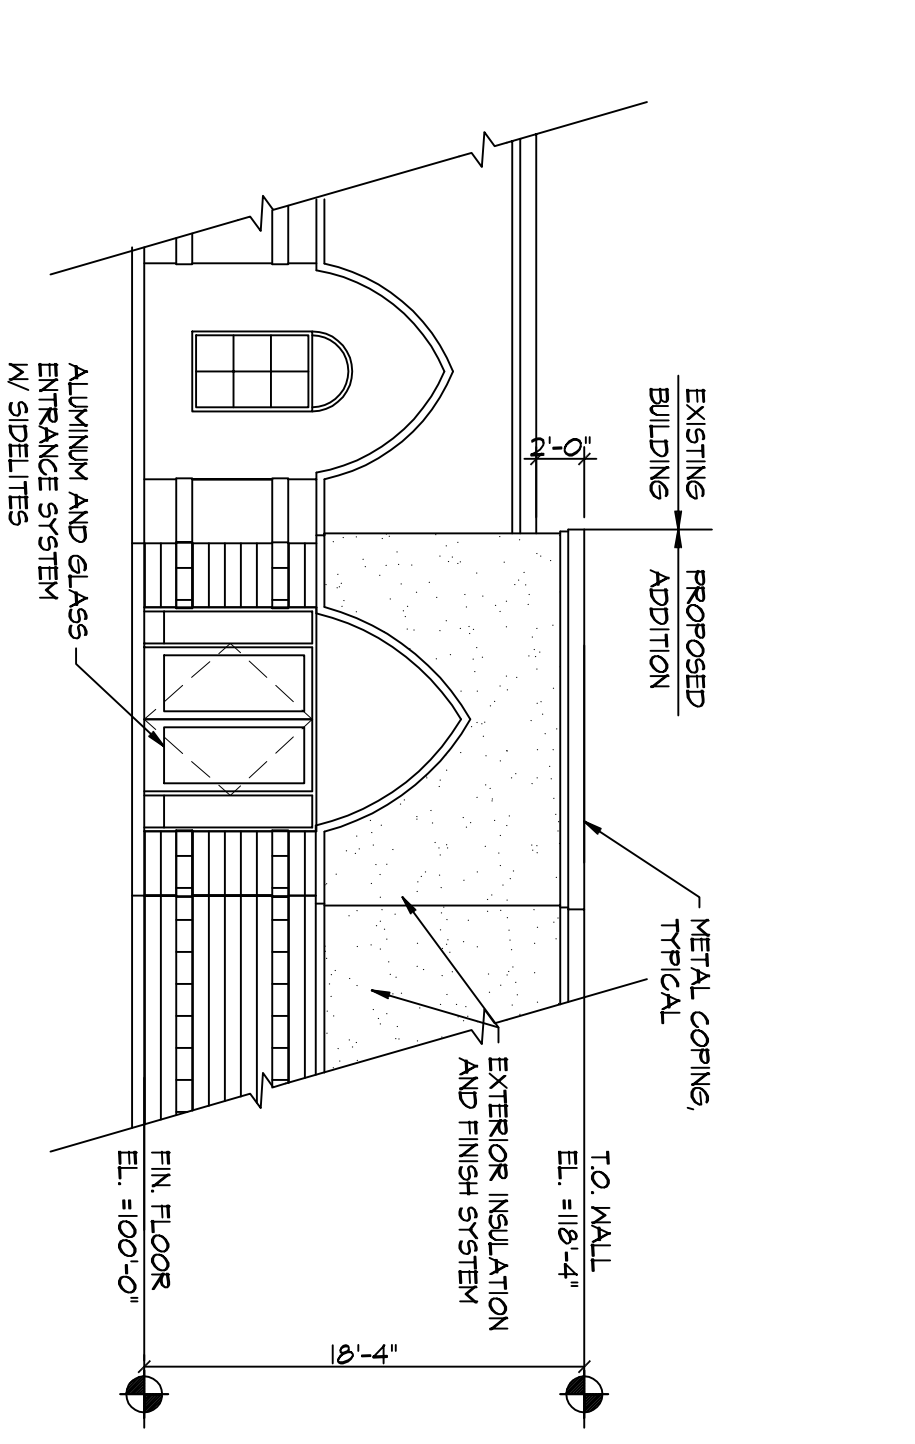 EXISTING
BUILDING
PROPOSED
ADDITION
2'-0"
METAL COPING,
TYPICAL
T.O. WALL
EL. =118'-4"
EXTERIOR INSULATION
AND FINISH SYSTEM
18'-4"
FIN. FLOOR
EL. =100'-0"
ALUMINUM AND GLASS
ENTRANCE SYSTEM
W/ SIDELITES